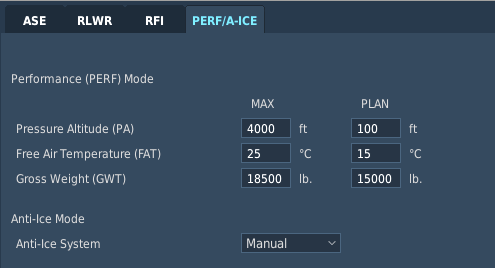 ASE RLWR RFI PERF/A-ICE
Performance (PERF) Mode
MAX PLAN
Pressure Altitude (PA) 4000 ft 100 ft
Free Air Temperature (FAT) 25 °C 15 °C
Gross Weight (GWT) 18500 lb. 15000 lb.
Anti-Ice Mode
Anti-Ice System Manual